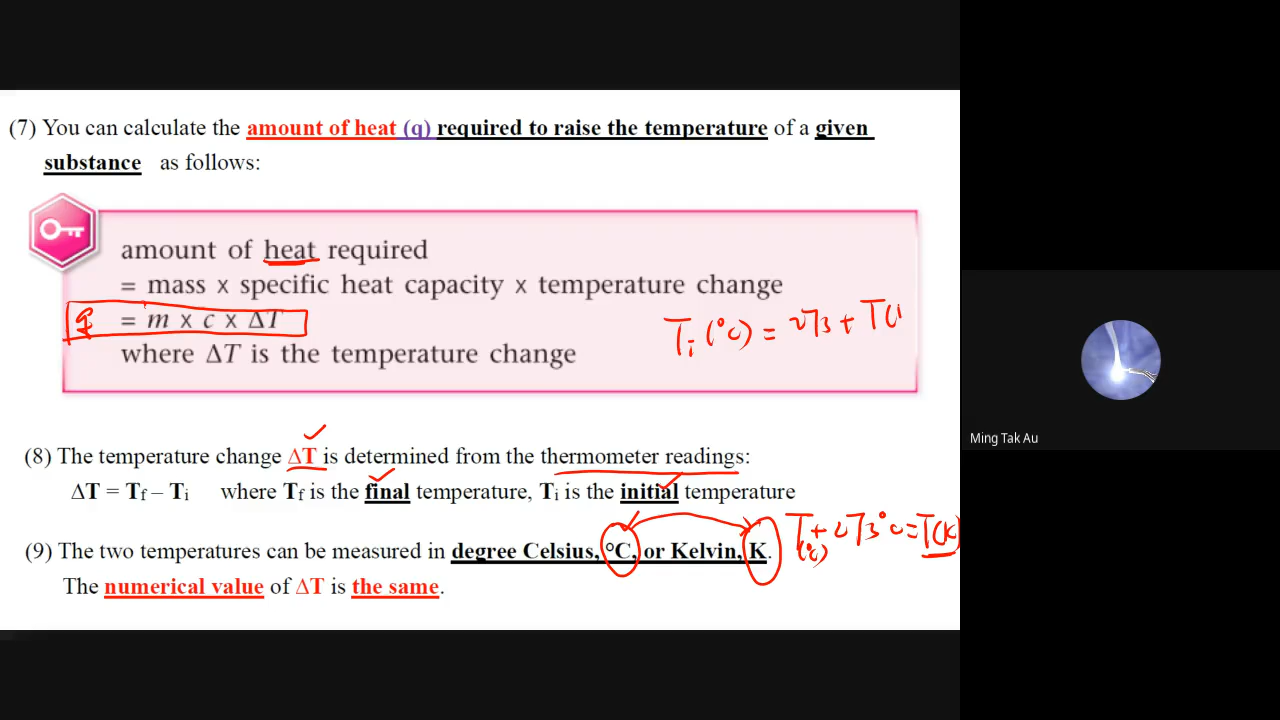 (7) You can calculate the amount of heat (q) required to raise the temperature of a given
substance as follows:
amount of heat required
= mass x specific heat capacity x temperature change
q = m x c x ΔT
Ti (°C) = 273 + T(
where ΔT is the temperature change
(8) The temperature change ΔT is determined from the thermometer readings:
ΔT = Tf – Ti where Tf is the final temperature, Ti is the initial temperature
T(°C) + 273°C = T(K)
(9) The two temperatures can be measured in degree Celsius, °C, or Kelvin, K.
The numerical value of ΔT is the same.
Ming Tak Au